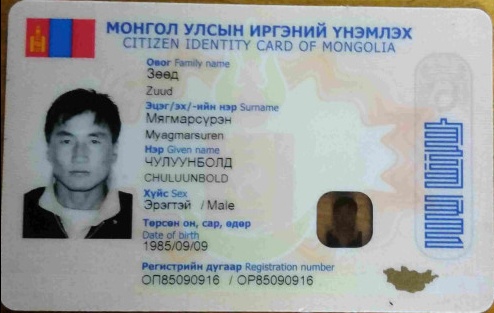 МОНГОЛ УЛСЫН ИРГЭНИЙ ҮНЭМЛЭХ
CITIZEN IDENTITY CARD OF MONGOLIA
Овог Family name
Зөөд
Zuud
Эцэг/эх/-ийн нэр Surname
Мягмарсүрэн
Myagmarsuren
Нэр Given name
ЧУЛУУНБОЛД
CHULUUNBOLD
Хүйс Sex
Эрэгтэй / Male
Төрсөн он, сар, өдөр
Date of birth
1985/09/09
Регистрийн дугаар Registration number
ОП85090916 / OP85090916